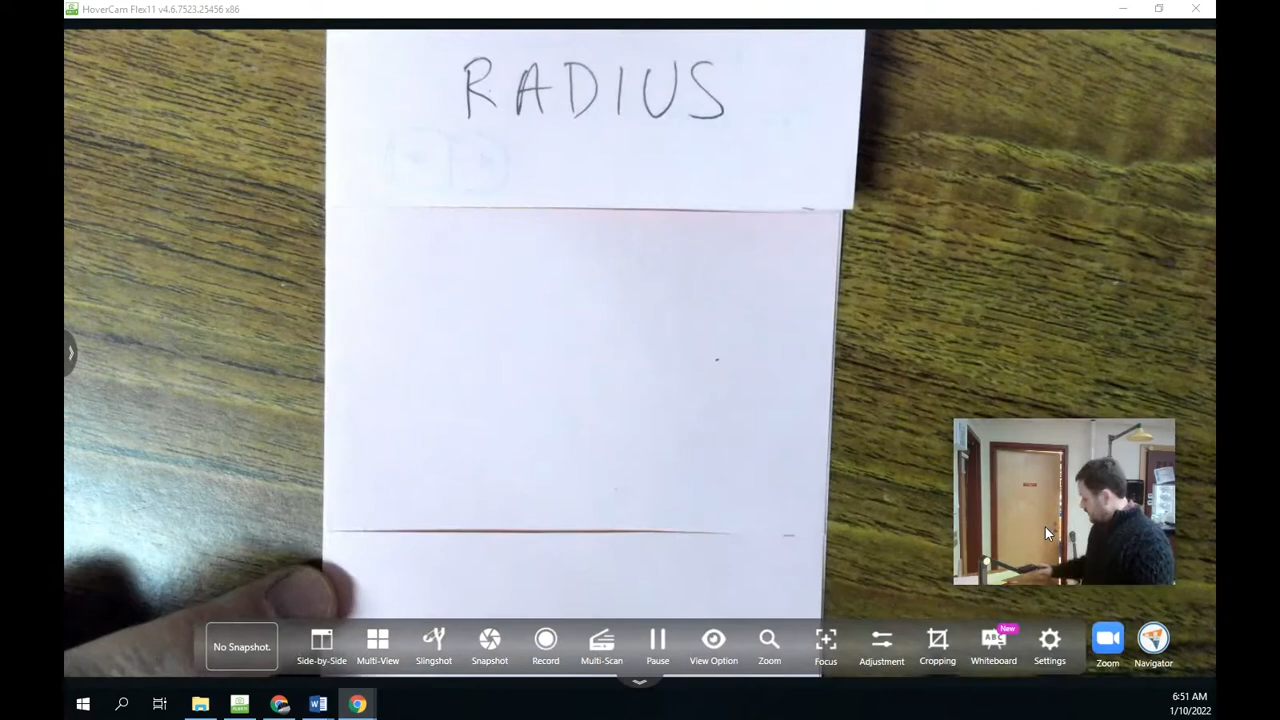 HoverCam Flex11 v4.6.7523.25456 x86
RADIUS
No Snapshot.
Side-by-Side
Multi-View
Slingshot
Snapshot
Record
Multi-Scan
Pause
View Option
Zoom
Focus
Adjustment
Cropping
New
ABC
Whiteboard
Settings
Zoom
Navigator
6:51 AM
1/10/2022